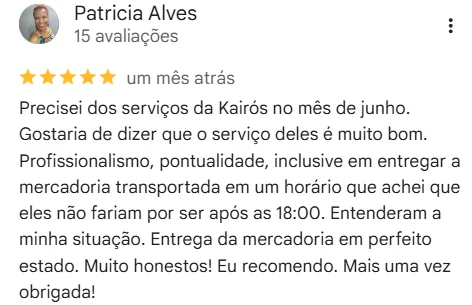 Patricia Alves
15 avaliações
um mês atrás
Precisei dos serviços da Kairós no mês de junho.
Gostaria de dizer que o serviço deles é muito bom.
Profissionalismo, pontualidade, inclusive em entregar a
mercadoria transportada em um horário que achei que
eles não fariam por ser após as 18:00. Entenderam a
minha situação. Entrega da mercadoria em perfeito
estado. Muito honestos! Eu recomendo. Mais uma vez
obrigada!